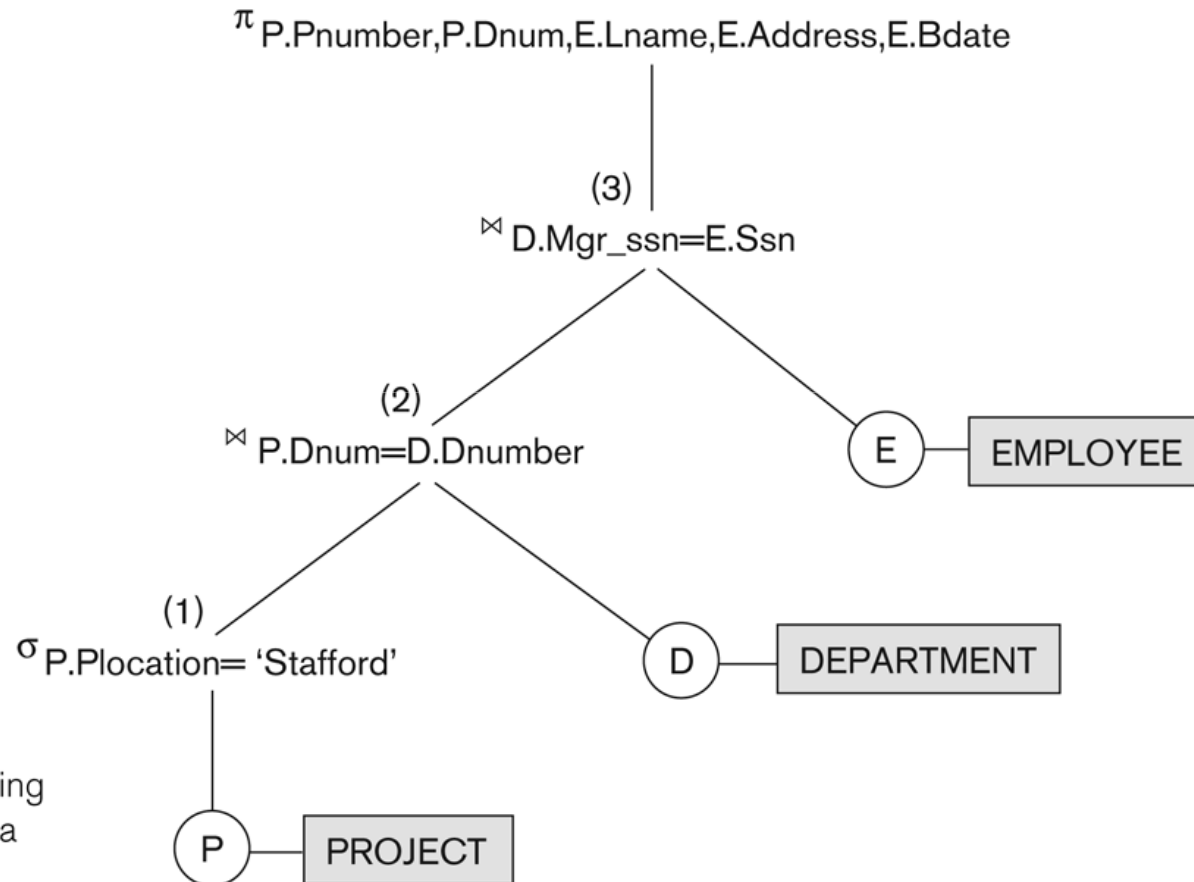 π P.Pnumber,P.Dnum,E.Lname,E.Address,E.Bdate
(3)
⋈ D.Mgr_ssn=E.Ssn
(2)
⋈ P.Dnum=D.Dnumber
E EMPLOYEE
(1)
σ P.Plocation= ‘Stafford’
D DEPARTMENT
ing
a
P PROJECT